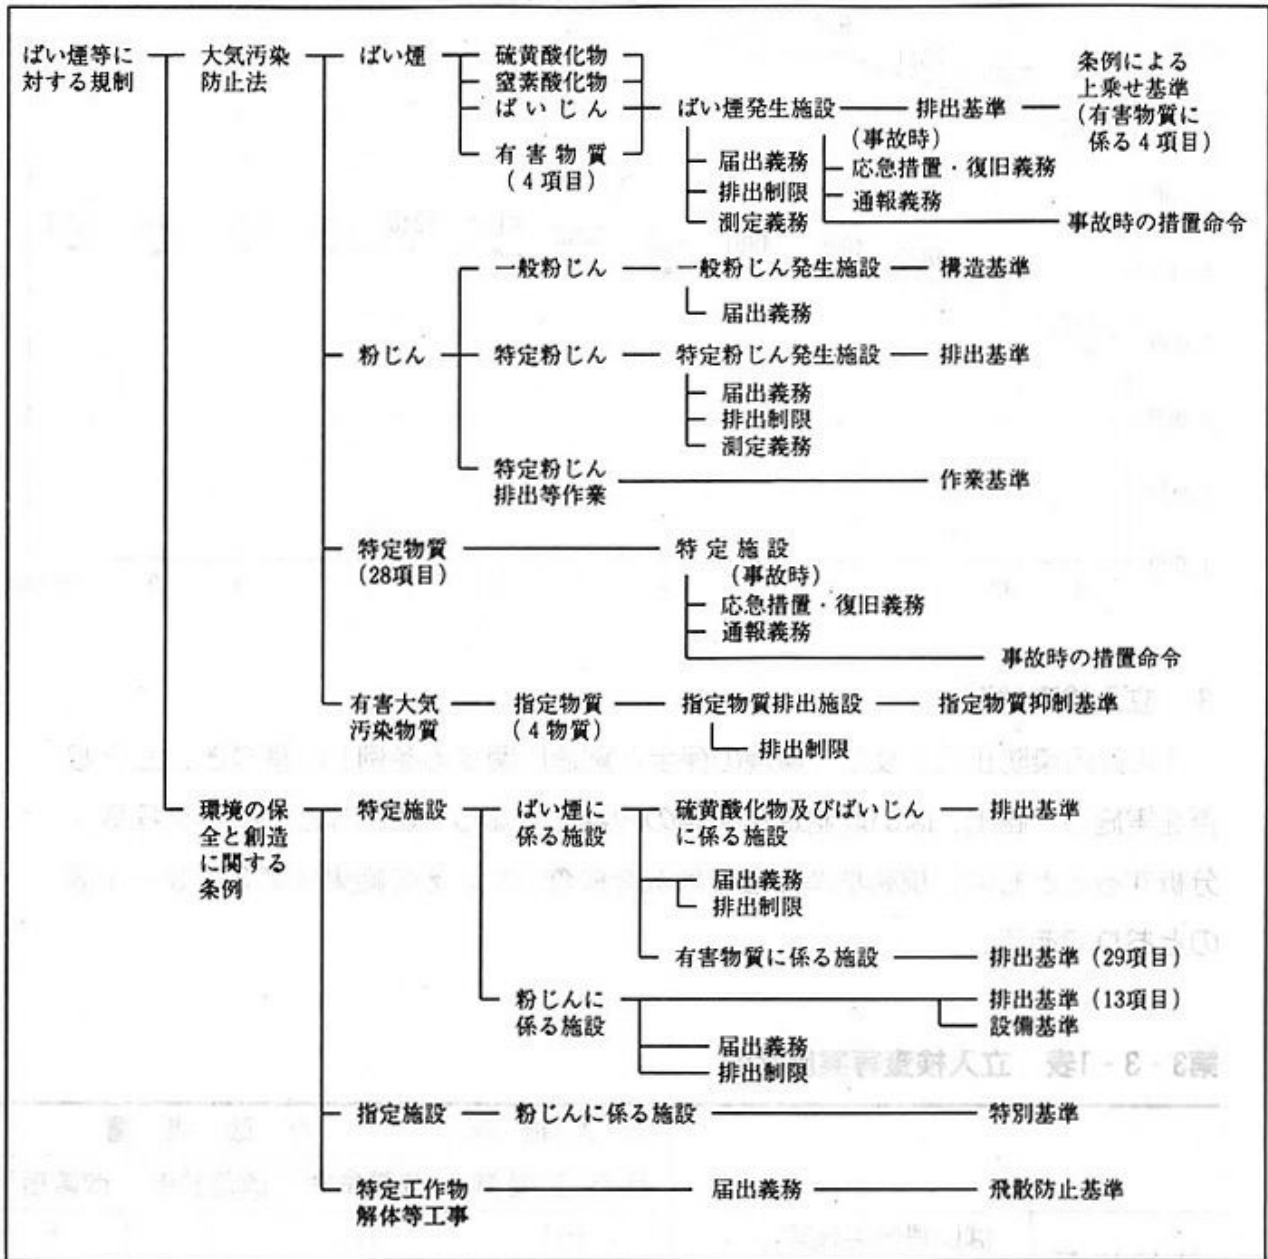 ばい煙等に対する規制
大気汚染防止法
ばい煙
硫黄酸化物
窒素酸化物
ばいじん
有害物質
(4項目)
ばい煙発生施設
届出義務
排出制限
測定義務
(事故時)
応急措置・復旧義務
通報義務
事故時の措置命令
排出基準
条例による
上乗せ基準
(有害物質に
係る4項目)
粉じん
一般粉じん
一般粉じん発生施設
構造基準
届出義務
特定粉じん
特定粉じん発生施設
排出基準
届出義務
排出制限
測定義務
特定粉じん
排出等作業
作業基準
特定物質
(28項目)
特定施設
(事故時)
応急措置・復旧義務
通報義務
事故時の措置命令
有害大気
汚染物質
指定物質
(4物質)
指定物質排出施設
指定物質抑制基準
排出制限
環境の保
全と創造
に関する
条例
特定施設
ばい煙に
係る施設
硫黄酸化物及びばいじん
に係る施設
排出基準
届出義務
排出制限
有害物質に係る施設
排出基準(29項目)
粉じんに
係る施設
排出基準(13項目)
設備基準
届出義務
排出制限
指定施設
粉じんに係る施設
特別基準
特定工作物
解体等工事
届出義務
飛散防止基準